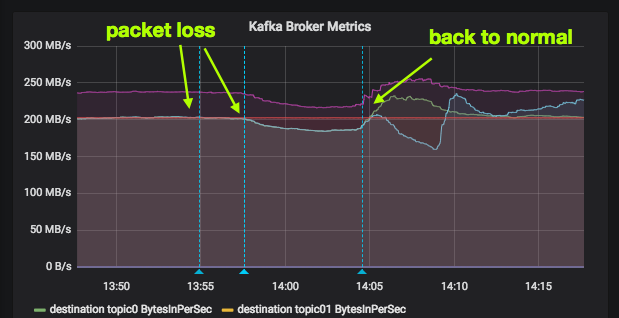 Kafka Broker Metrics
packet loss
back to normal
300 MB/s
250 MB/s
200 MB/s
150 MB/s
100 MB/s
50 MB/s
0 B/s
13:50 13:55 14:00 14:05 14:10 14:15
destination topic0 BytesInPerSec destination topic01 BytesInPerSec